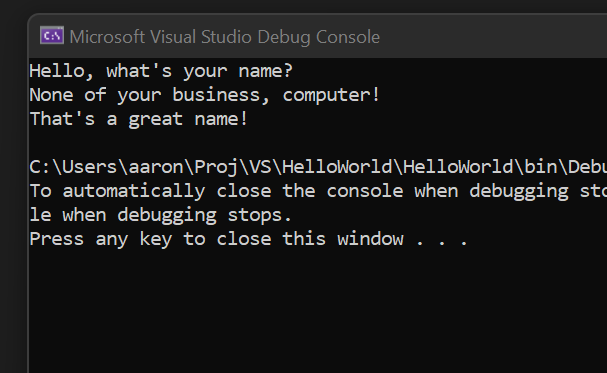 Microsoft Visual Studio Debug Console
Hello, what's your name?
None of your business, computer!
That's a great name!
C:\Users\aaron\Proj\VS\HelloWorld\HelloWorld\bin\Debu
To automatically close the console when debugging sto
le when debugging stops.
Press any key to close this window . . .